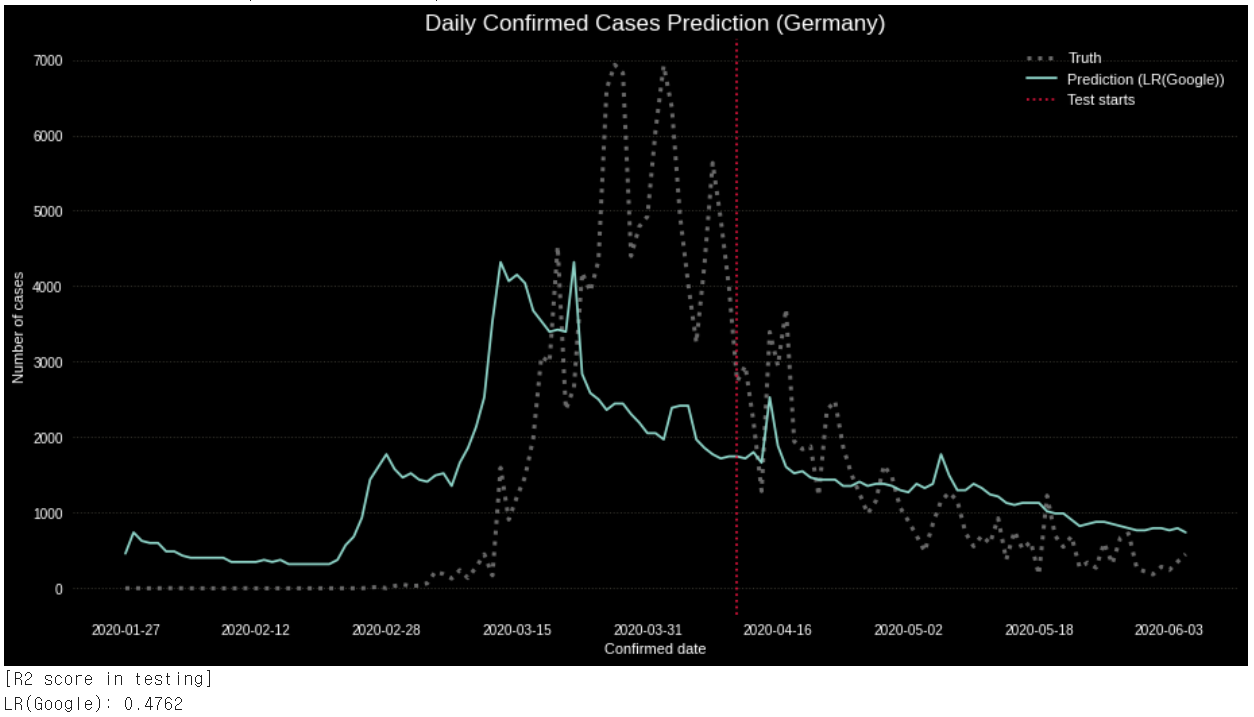 Daily Confirmed Cases Prediction (Germany)
Truth
Prediction (LR(Google))
Test starts
7000
6000
5000
4000
3000
2000
1000
0
Number of cases
2020-01-27 2020-02-12 2020-02-28 2020-03-15 2020-03-31 2020-04-16 2020-05-02 2020-05-18 2020-06-03
Confirmed date
[R2 score in testing]
LR(Google): 0.4762